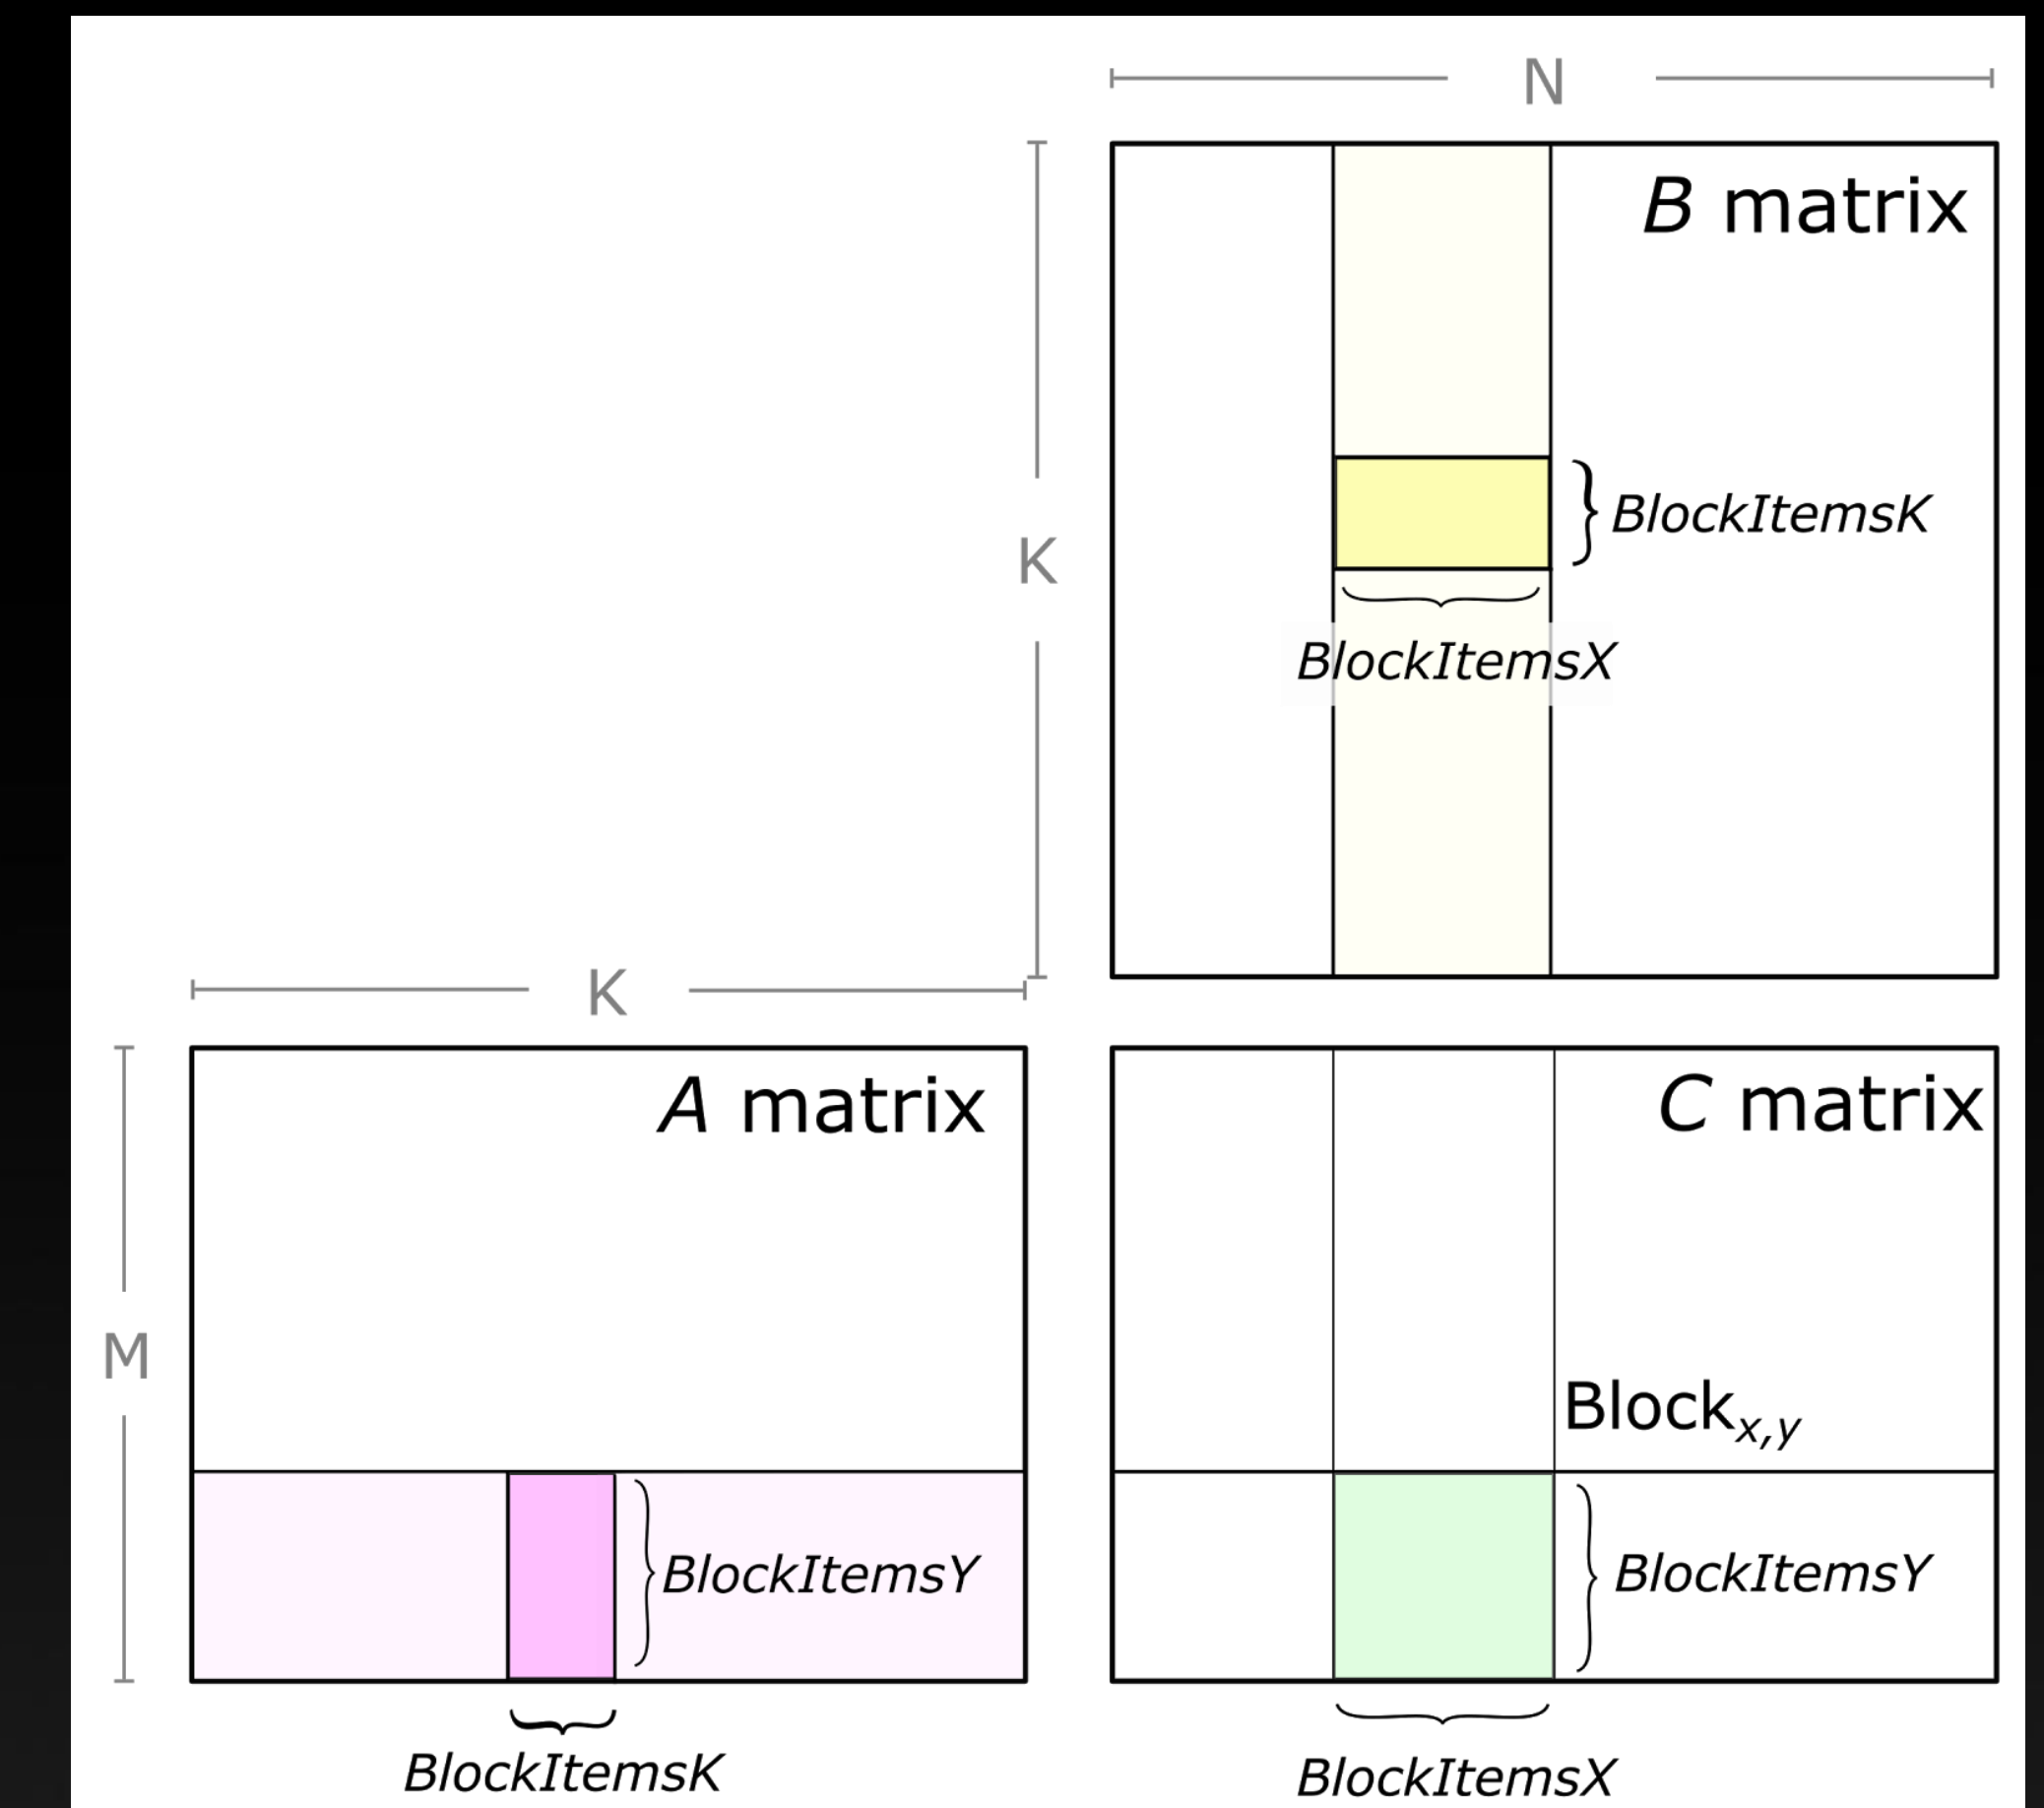 N
B matrix
K
BlockItemsK
BlockItemsX
K
M
A matrix
BlockItemsY
BlockItemsK
C matrix
Blockx,y
BlockItemsY
BlockItemsX